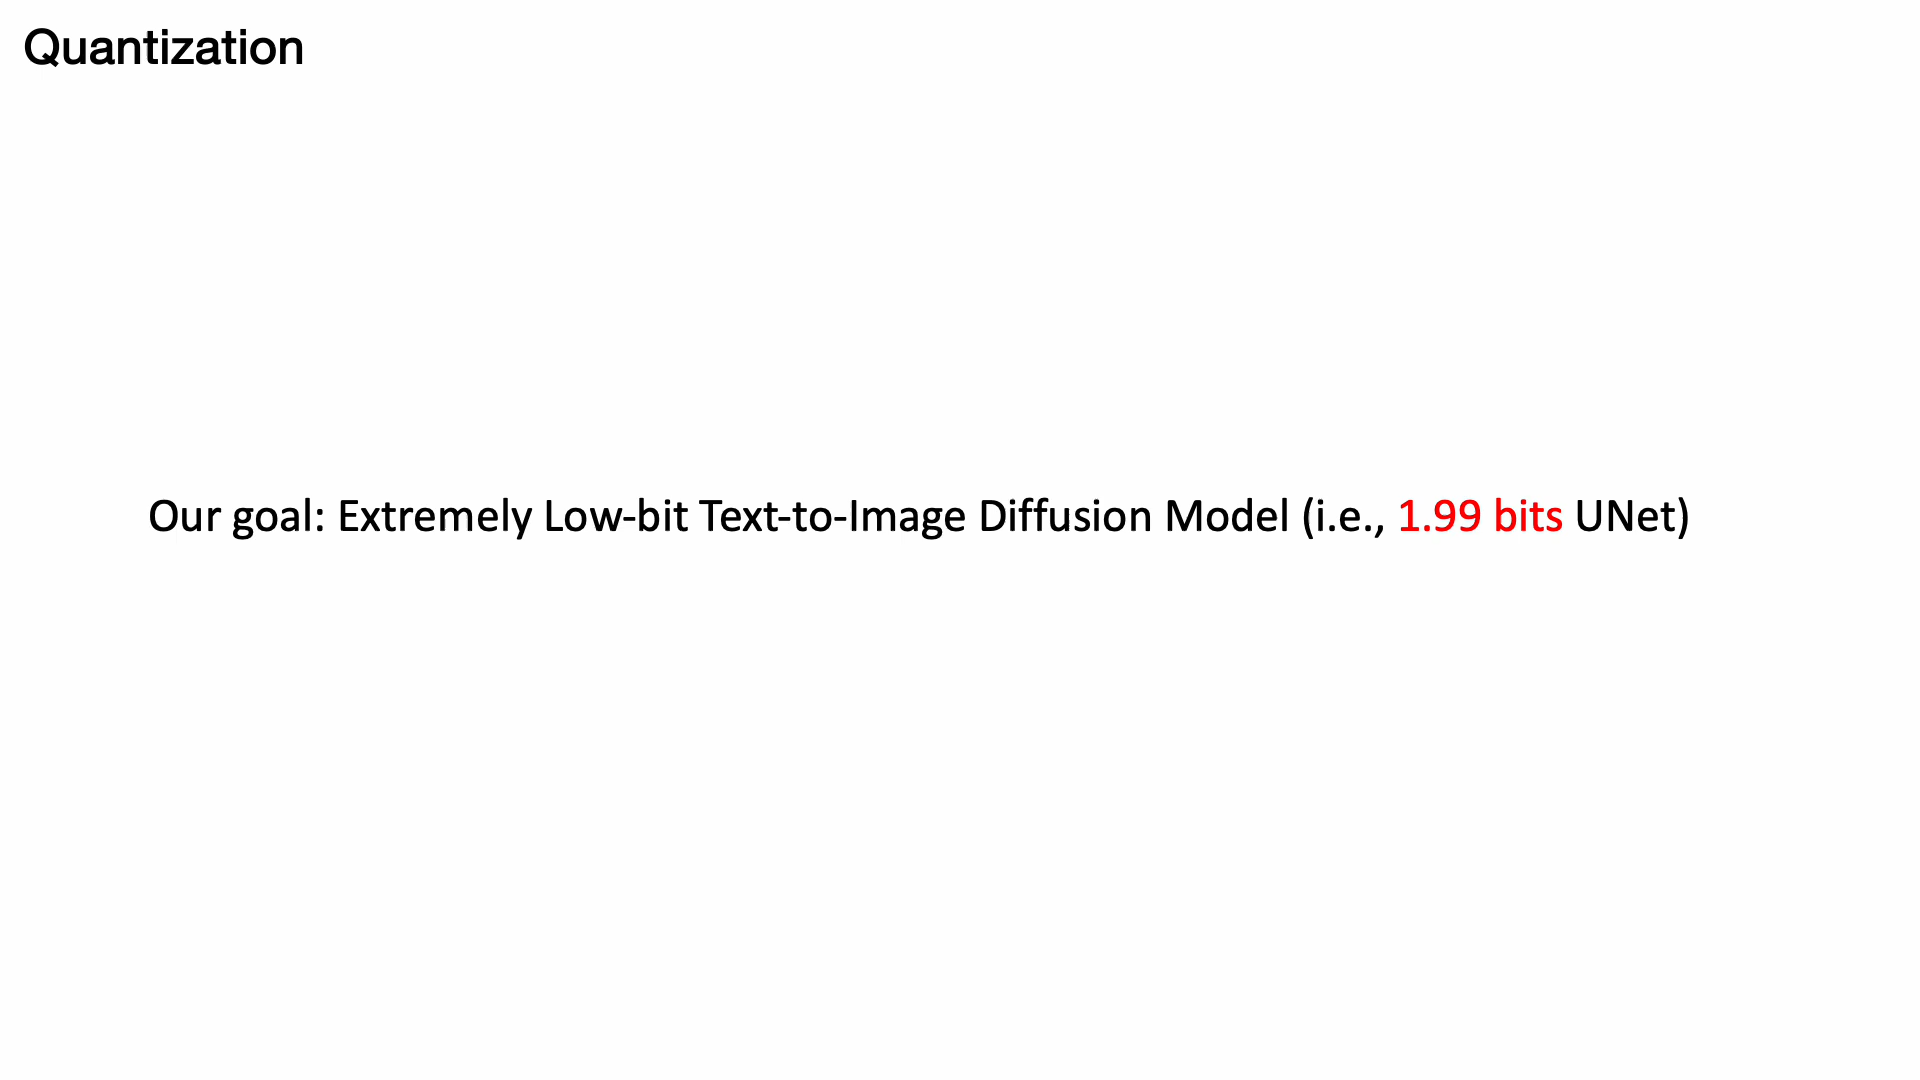 Quantization
Our goal: Extremely Low-bit Text-to-Image Diffusion Model (i.e., 1.99 bits UNet)